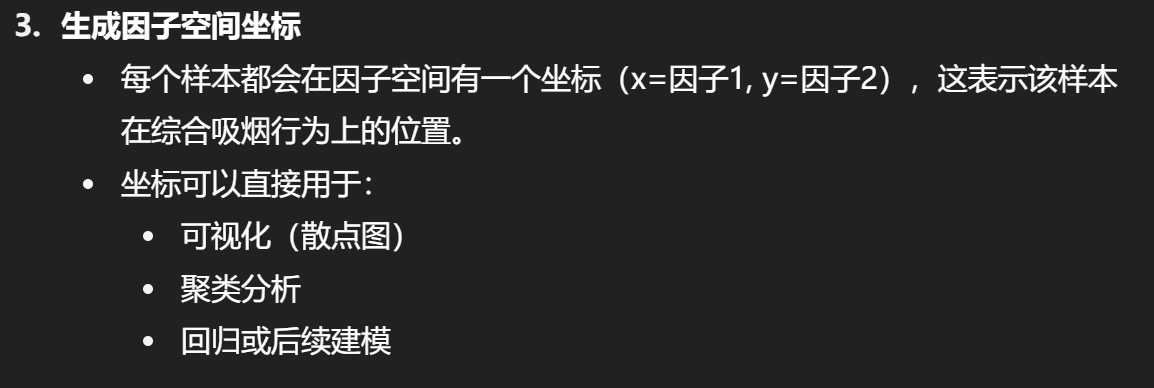 3. 生成因子空间坐标
• 每个样本都会在因子空间有一个坐标（x=因子1, y=因子2），这表示该样本
在综合吸烟行为上的位置。
• 坐标可以直接用于：
• 可视化（散点图）
• 聚类分析
• 回归或后续建模